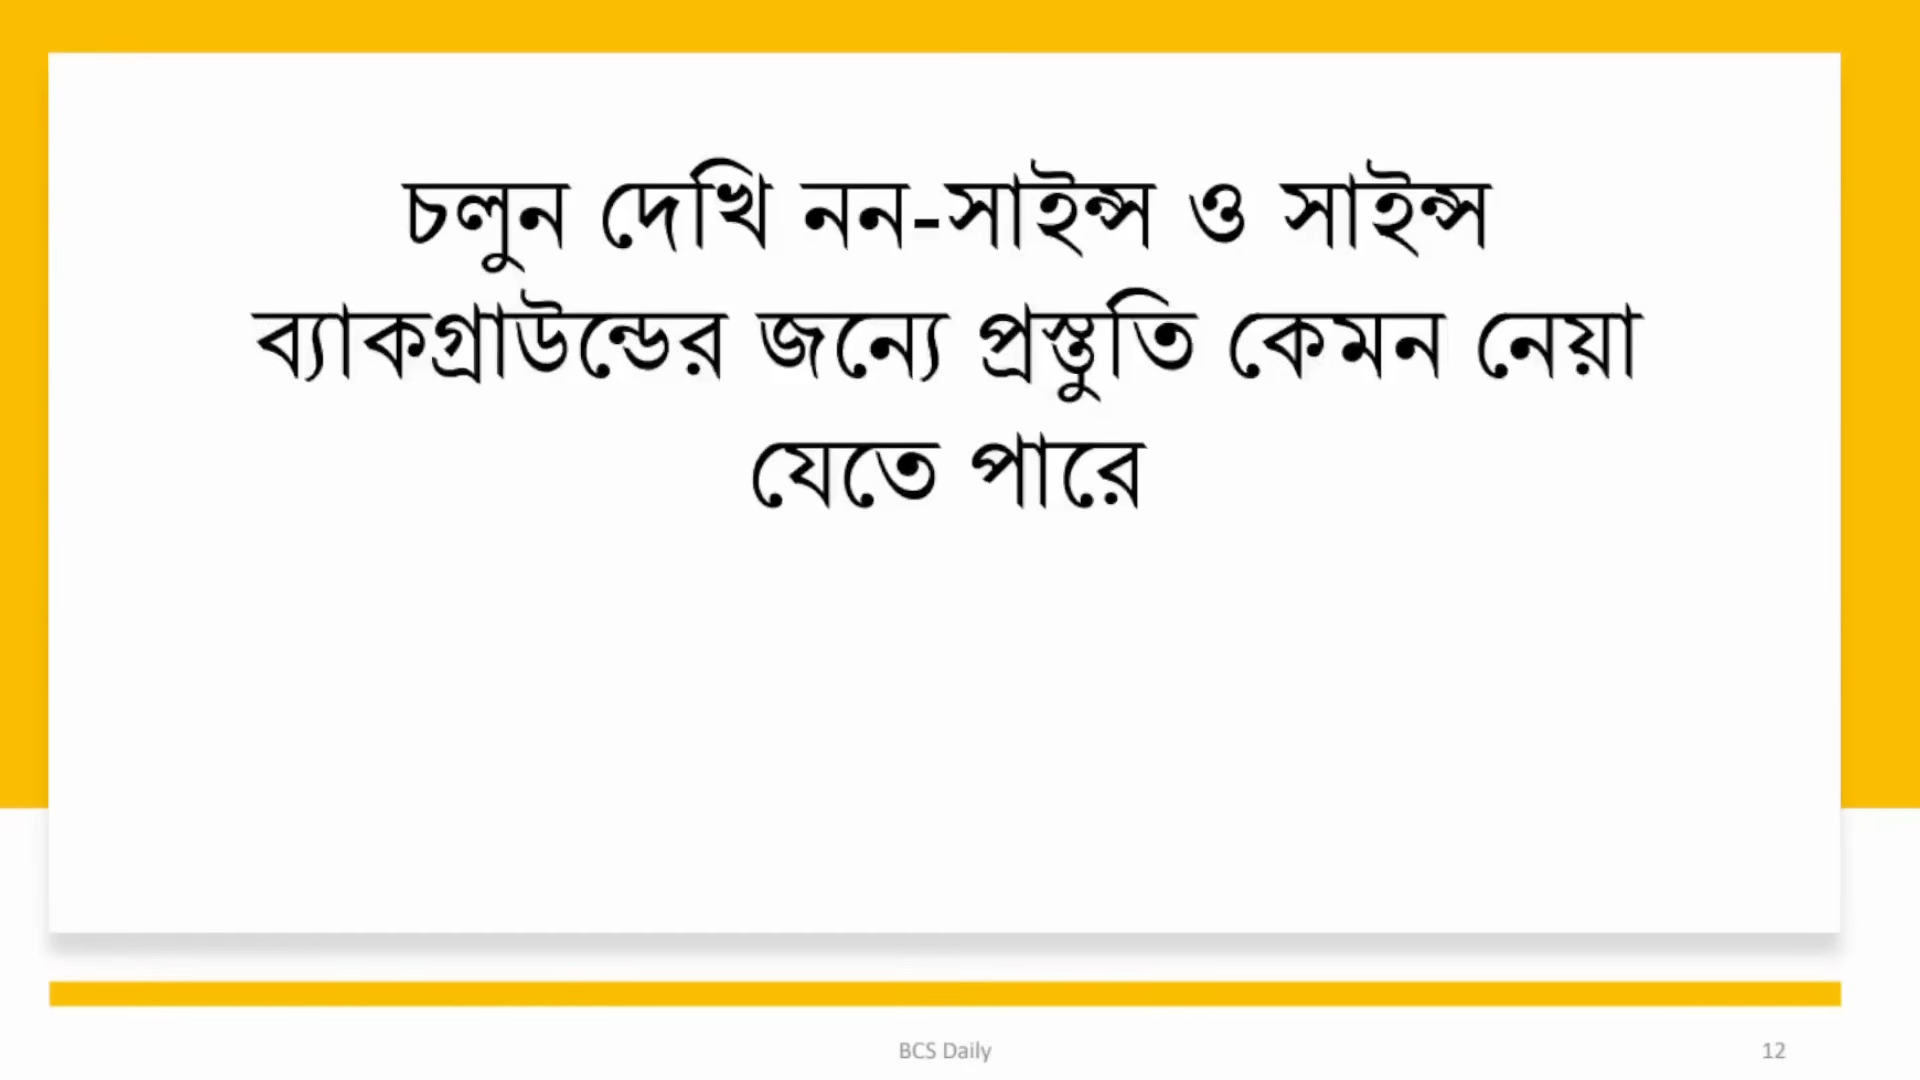 চলুন দেখি নন-সাইন্স ও সাইন্স
ব্যাকগ্রাউন্ডের জন্যে প্রস্তুতি কেমন নেয়া
যেতে পারে
BCS Daily
12